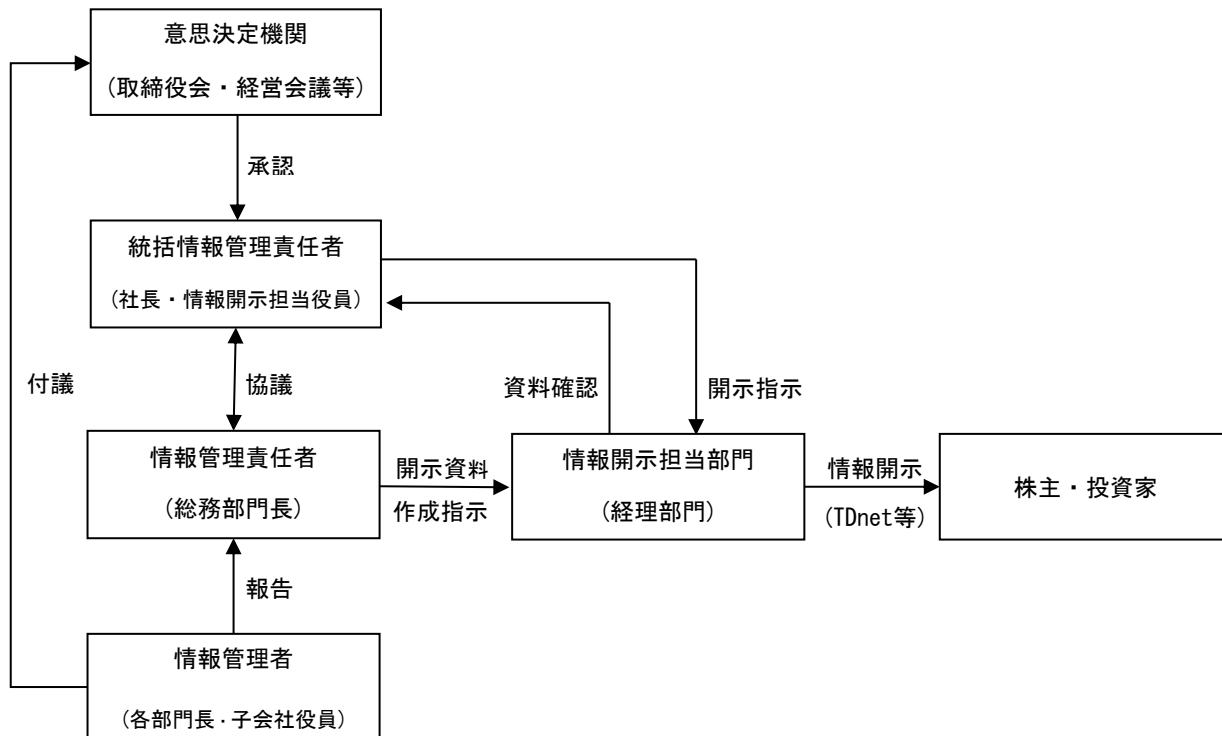 意思決定機関
(取締役会・経営会議等)
承認
統括情報管理責任者
(社長・情報開示担当役員)
付議
協議
資料確認
開示指示
情報管理責任者
(総務部門長)
開示資料
作成指示
情報開示担当部門
(経理部門)
情報開示
(TDnet等)
株主・投資家
報告
情報管理者
(各部門長・子会社役員)